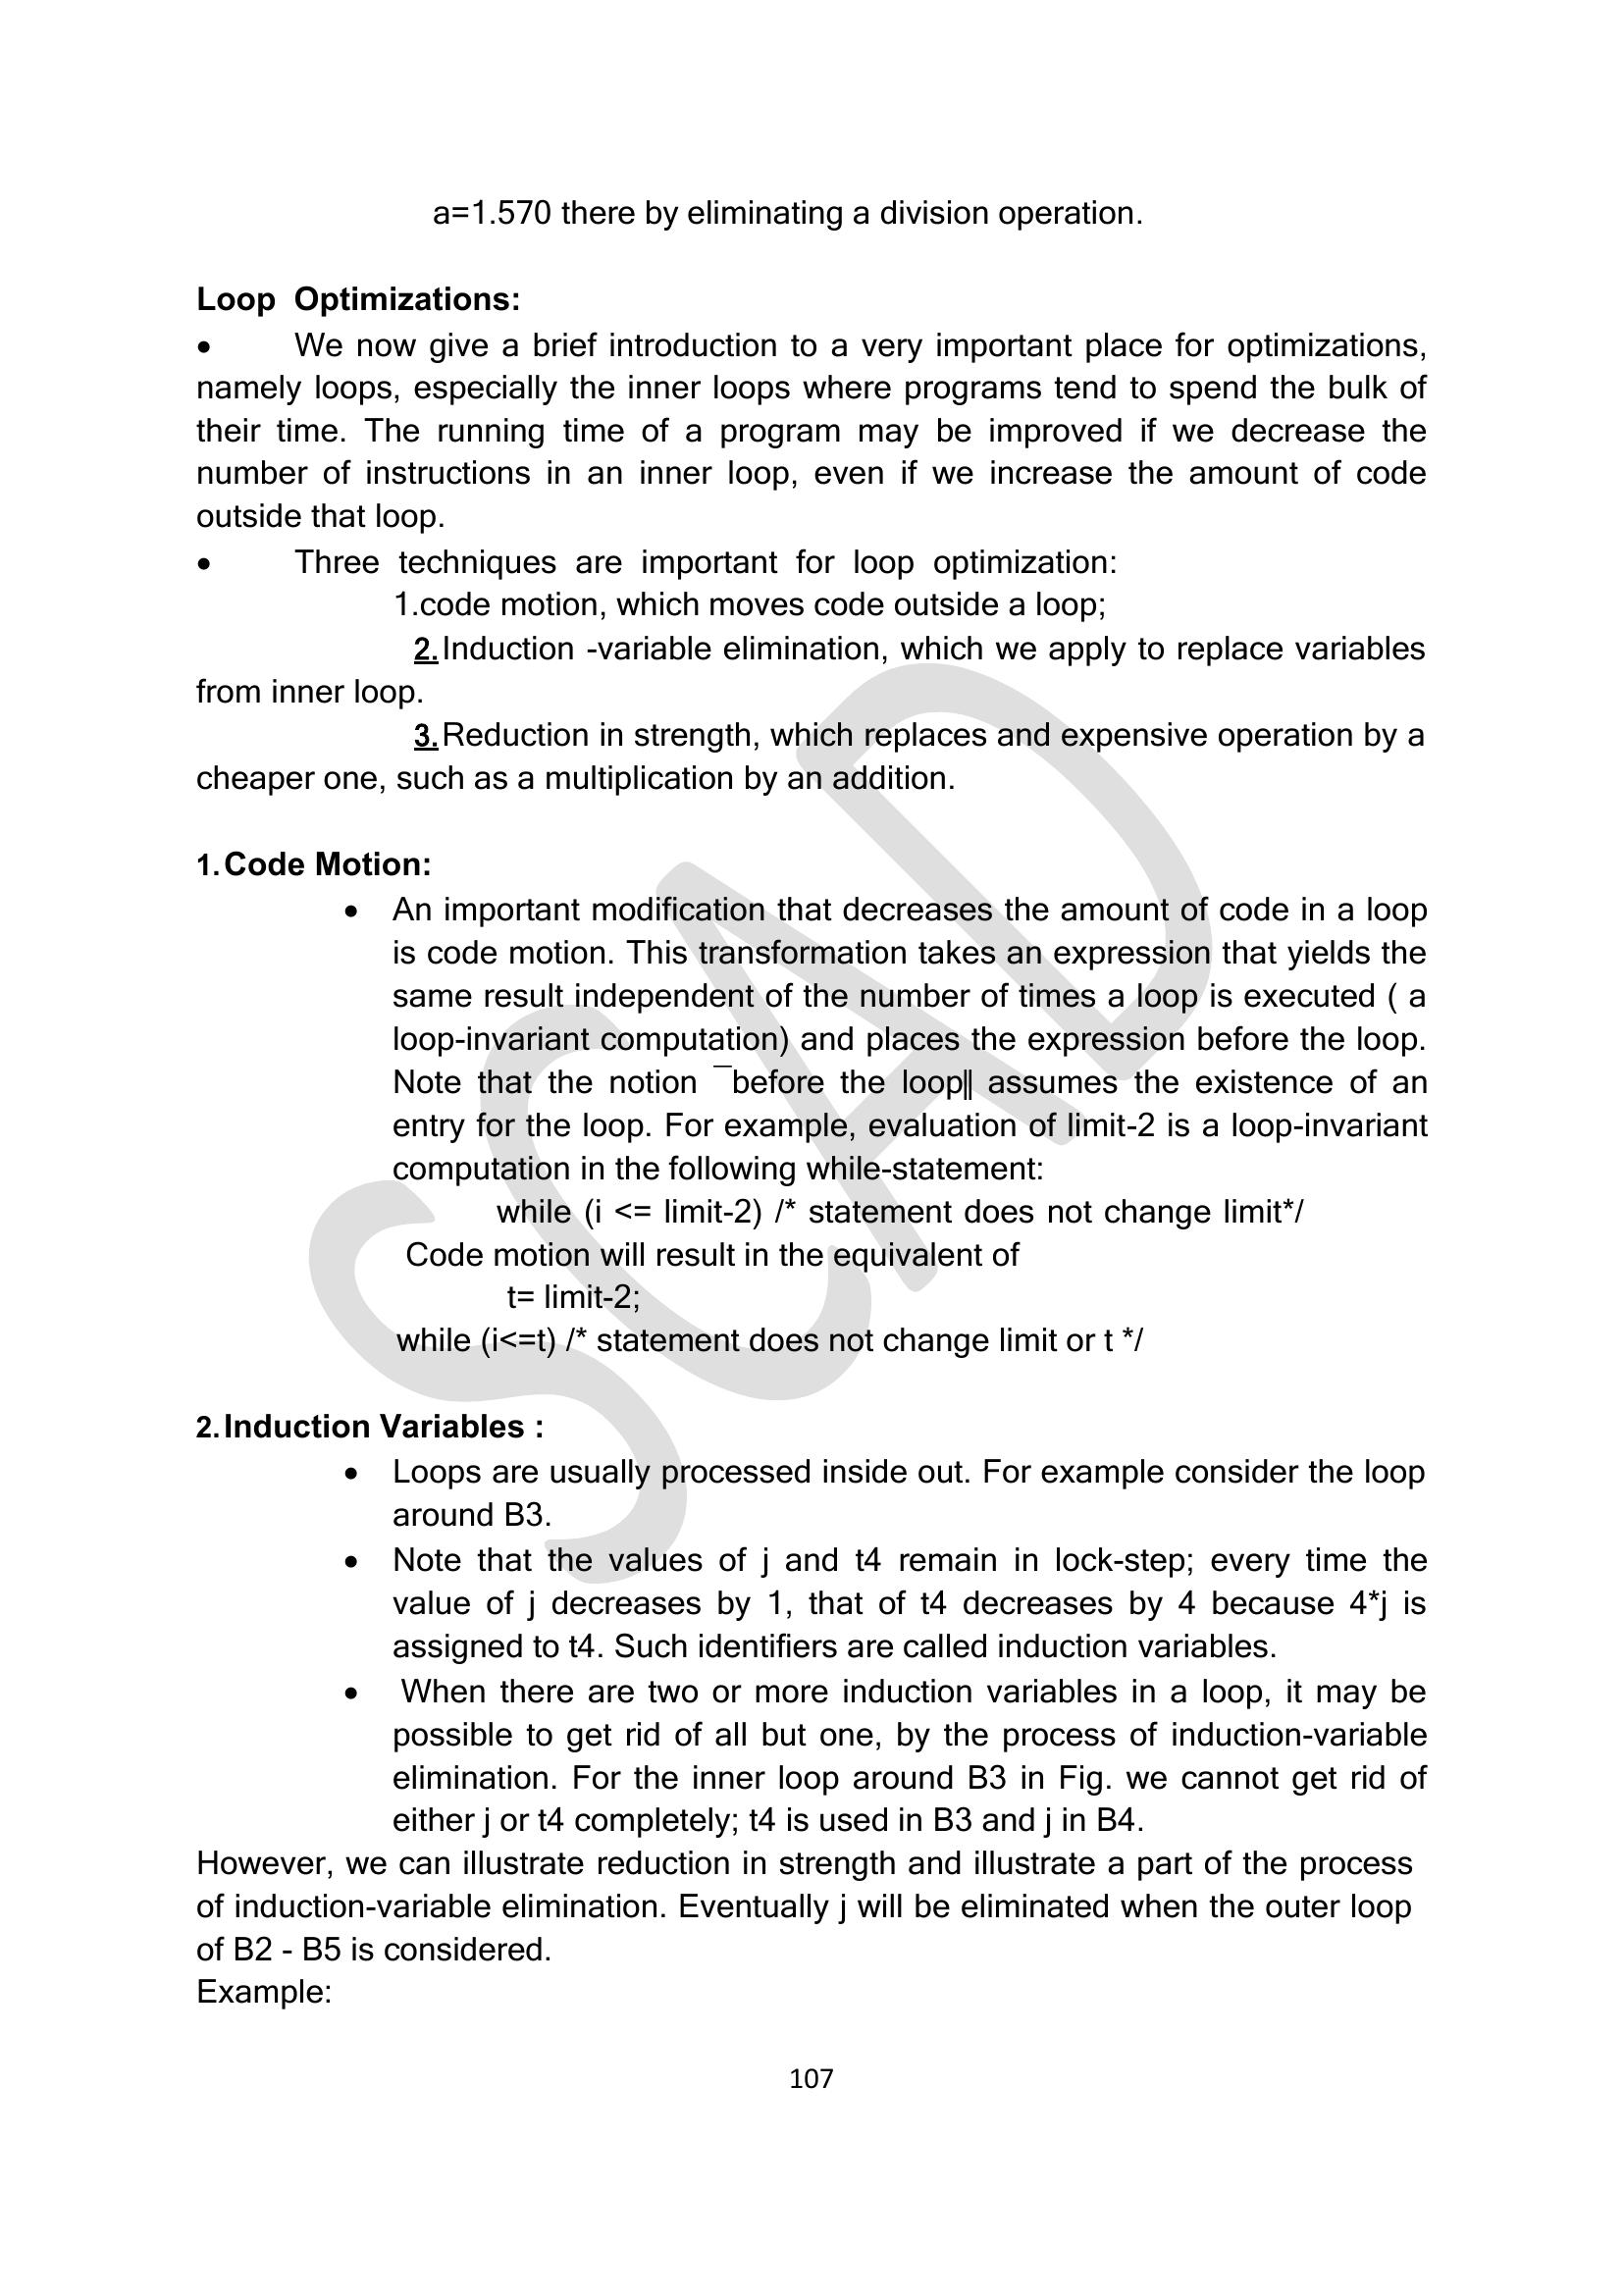 a=1.570 there by eliminating a division operation.
Loop Optimizations:
• We now give a brief introduction to a very important place for optimizations,
namely loops, especially the inner loops where programs tend to spend the bulk of
their time. The running time of a program may be improved if we decrease the
number of instructions in an inner loop, even if we increase the amount of code
outside that loop.
• Three techniques are important for loop optimization:
1.code motion, which moves code outside a loop;
2.Induction -variable elimination, which we apply to replace variables
from inner loop.
3.Reduction in strength, which replaces and expensive operation by a
cheaper one, such as a multiplication by an addition.
1.Code Motion:
• An important modification that decreases the amount of code in a loop
is code motion. This transformation takes an expression that yields the
same result independent of the number of times a loop is executed ( a
loop-invariant computation) and places the expression before the loop.
Note that the notion ¯before the loop‖ assumes the existence of an
entry for the loop. For example, evaluation of limit-2 is a loop-invariant
computation in the following while-statement:
while (i <= limit-2) /* statement does not change limit*/
Code motion will result in the equivalent of
t= limit-2;
while (i<=t) /* statement does not change limit or t */
2.Induction Variables :
• Loops are usually processed inside out. For example consider the loop
around B3.
• Note that the values of j and t4 remain in lock-step; every time the
value of j decreases by 1, that of t4 decreases by 4 because 4*j is
assigned to t4. Such identifiers are called induction variables.
• When there are two or more induction variables in a loop, it may be
possible to get rid of all but one, by the process of induction-variable
elimination. For the inner loop around B3 in Fig. we cannot get rid of
either j or t4 completely; t4 is used in B3 and j in B4.
However, we can illustrate reduction in strength and illustrate a part of the process
of induction-variable elimination. Eventually j will be eliminated when the outer loop
of B2 - B5 is considered.
Example:
107
SCAD